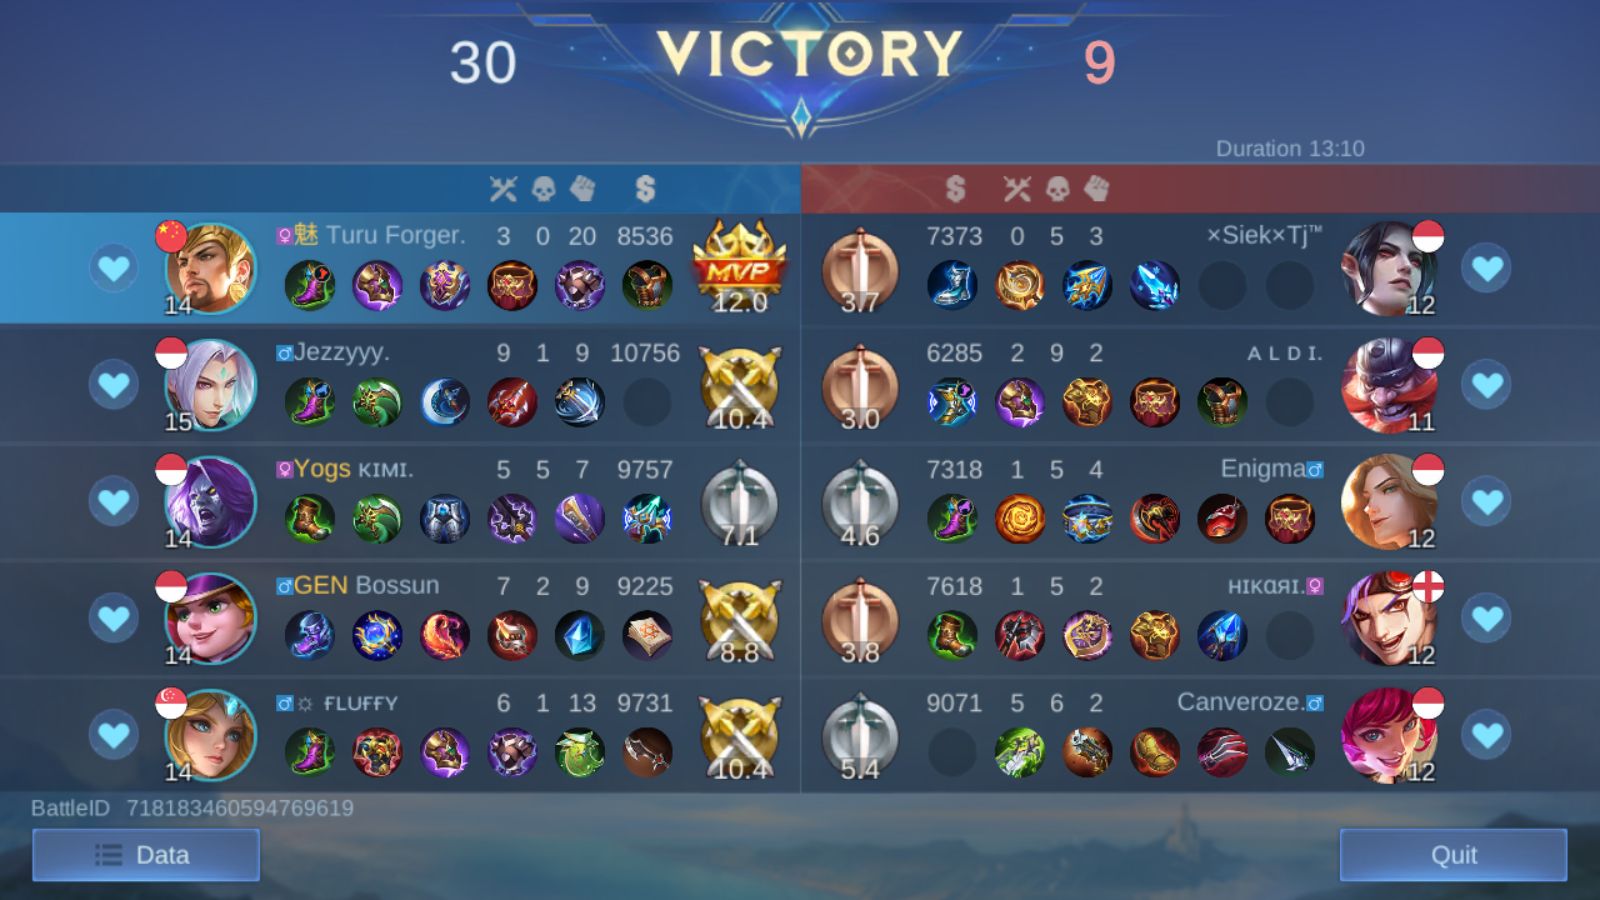 30 VICTORY 9
Duration 13:10
魅 Turu Forger. 3 0 20 8536 MVP 12.0 14
3.7 7373 0 5 3 ×Siek×Tj™ 12
Jezzyyy. 9 1 9 10756 10.4 15
3.0 6285 2 9 2 A L D I. 11
Yogs ᴋɪᴍɪ. 5 5 7 9757 7.1 14
4.6 7318 1 5 4 Enigma 12
GEN Bossun 7 2 9 9225 8.8 14
3.8 7618 1 5 2 ʜɪᴋɑʀɪ. 12
☼ ꜰʟᴜꜰꜰʏ 6 1 13 9731 10.4 14
5.4 9071 5 6 2 Canveroze. 12
BattleID 718183460594769619
Data
Quit